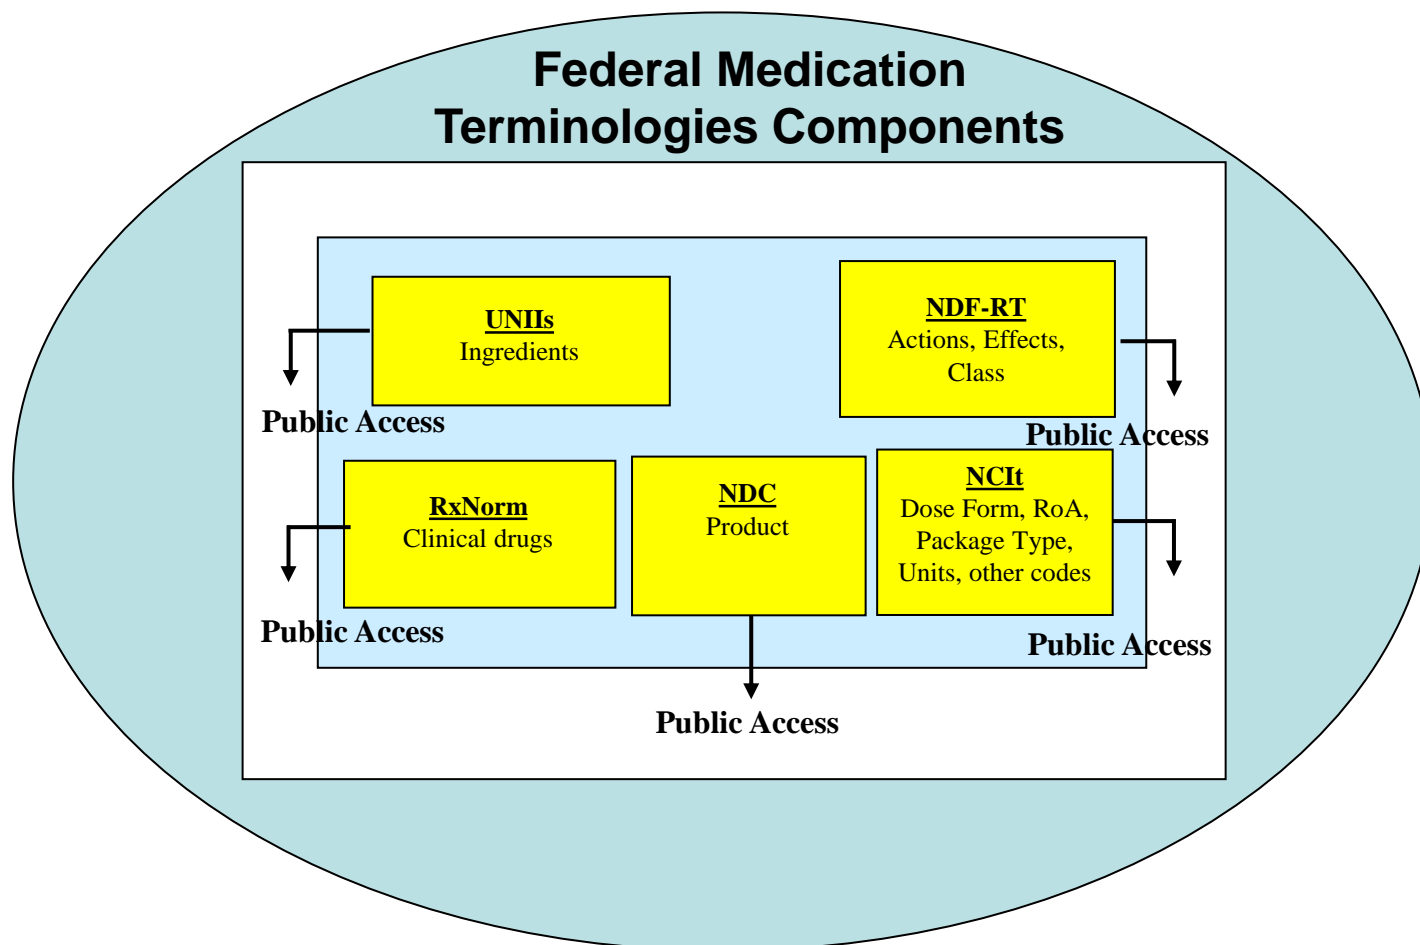 Federal Medication
Terminologies Components
UNIIs
Ingredients
NDF-RT
Actions, Effects,
Class
Public Access
Public Access
RxNorm
Clinical drugs
NDC
Product
NCIt
Dose Form, RoA,
Package Type,
Units, other codes
Public Access
Public Access
Public Access